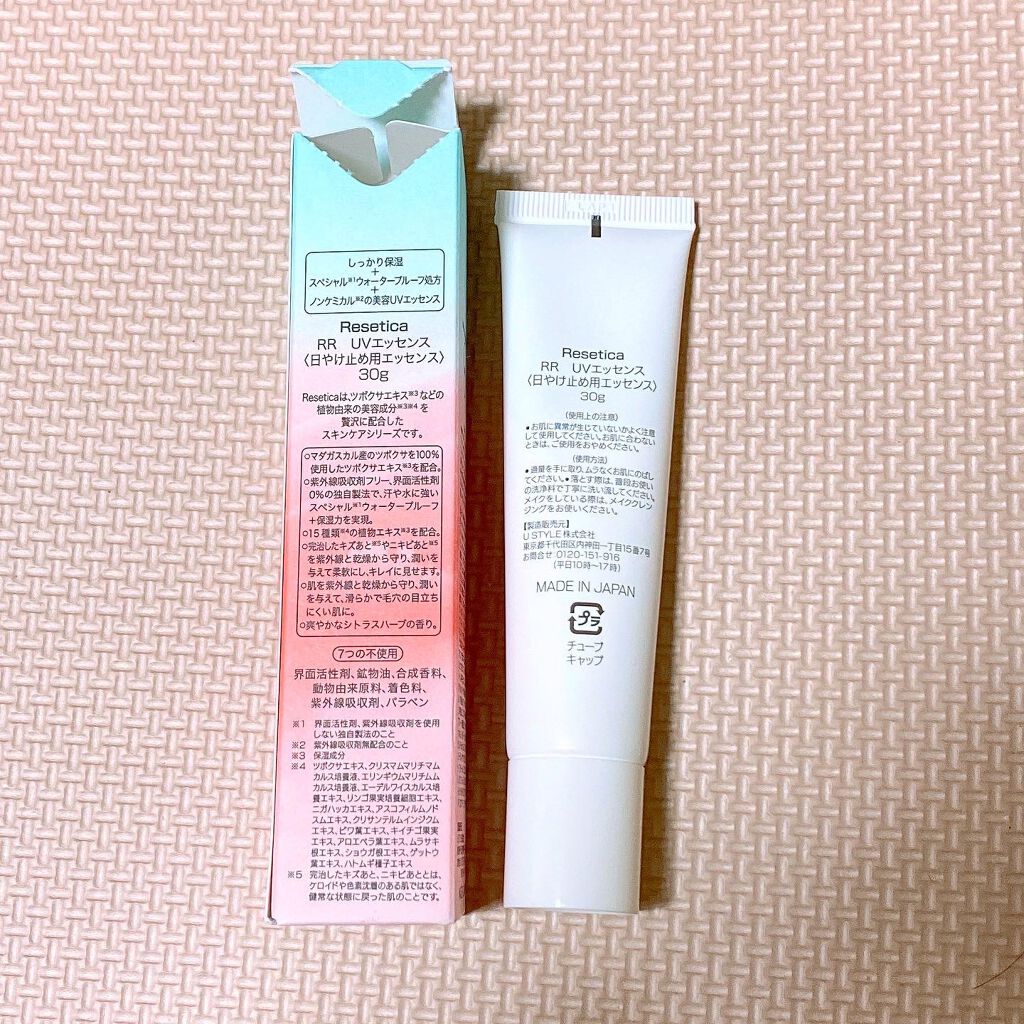 しっかり保湿
+
スペシャル※1ウォータープルーフ処方
+
ノンケミカル※2の美容UVエッセンス
Resetica
RR UVエッセンス
〈日やけ止め用エッセンス〉
30g
Reseticaは、ツボクサエキス※3などの
植物由来の美容成分※3※4を
贅沢に配合した
スキンケアシリーズです。
○マダガスカル産のツボクサを100%
使用したツボクサエキス※3を配合。
○紫外線吸収剤フリー、界面活性剤
0%の独自製法で、汗や水に強い
スペシャル※1ウォータープルーフ
+保湿力を実現。
○15種類※4の植物エキス※3を配合。
○完治したキズあと※5やニキビあと※5
を紫外線と乾燥から守り、潤いを
与えて柔軟にし、キレイに見せます。
○肌を紫外線と乾燥から守り、潤い
を与えて、滑らかで毛穴の目立ち
にくい肌に。
○爽やかなシトラスハーブの香り。
7つの不使用
界面活性剤、鉱物油、合成香料、
動物由来原料、着色料、
紫外線吸収剤、パラベン
※1 界面活性剤、紫外線吸収剤を使用
しない独自製法のこと
※2 紫外線吸収剤無配合のこと
※3 保湿成分
※4 ツボクサエキス、クリスマムマリチマム
カルス培養液、エリンギウムマリチムム
カルス培養液、エーデルワイスカルス培
養エキス、リンゴ果実培養細胞エキス、
ニガハッカエキス、アスコフィルムノド
スムエキス、クリサンテルムインジクム
エキス、ビワ葉エキス、キイチゴ果実
エキス、アロエベラ葉エキス、ムラサキ
根エキス、ショウガ根エキス、ゲットウ
葉エキス、ハトムギ種子エキス
※5 完治したキズあと、ニキビあととは、
ケロイドや色素沈着のある肌ではなく、
健常な状態に戻った肌のことです。
Resetica
RR UVエッセンス
〈日やけ止め用エッセンス〉
30g
〈使用上の注意〉
●お肌に異常が生じていないかよく注意
して使用してください。お肌に合わない
ときは、ご使用をおやめください。
〈使用方法〉
●適量を手に取り、ムラなくお肌にのばし
てください。●落とす際は、普段お使い
の洗浄料で丁寧に洗い流してください。
メイクをしている際は、メイククレン
ジングをお使いください。
【製造販売元】
U STYLE株式会社
東京都千代田区内神田一丁目15番7号
お問合せ 0120-151-916
(平日10時〜17時)
MADE IN JAPAN
プラ
チューブ
キャップ